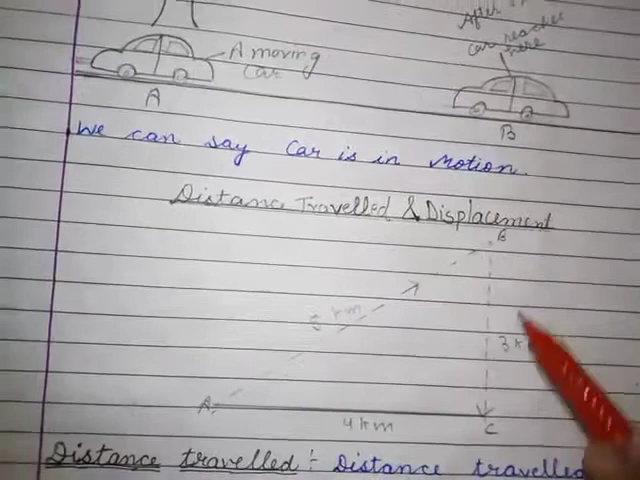 After
car reaches
here
A moving
car
A
B
We can say Car is in Motion.
Distance Travelled & Displacement
B
5 km
3 k
A
4 km
C
Distance travelled :- Distance travelled